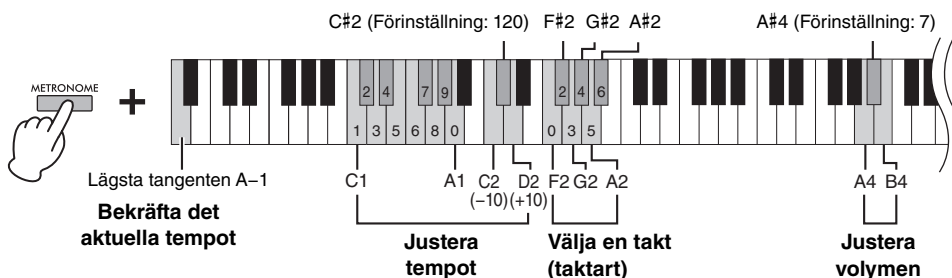 C#2 (Förinställning: 120) F#2 G#2 A#2 A#4 (Förinställning: 7)
METRONOME
+
2 4 7 9 2 4 6
1 3 5 6 8 0 0 3 5
Lägsta tangenten A–1 C1 A1 C2 D2 F2 G2 A2 A4 B4
(–10) (+10)
Bekräfta det
aktuella tempot
Justera
tempot
Välja en takt
(taktart)
Justera
volymen